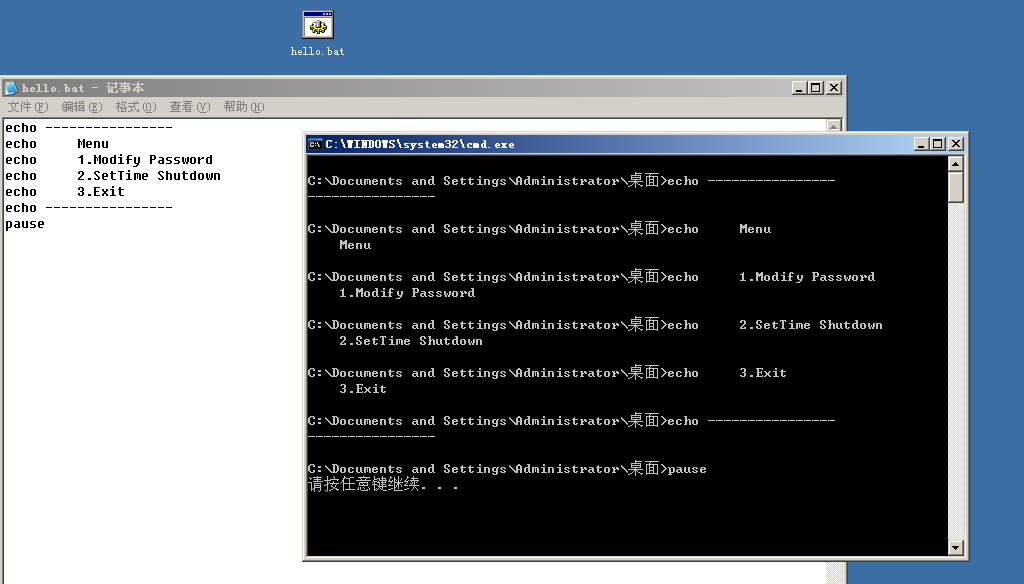 hello.bat
hello.bat - 记事本
文件(F) 编辑(E) 格式(O) 查看(V) 帮助(H)
echo ----------------
echo     Menu
echo     1.Modify Password
echo     2.SetTime Shutdown
echo     3.Exit
echo ----------------
pause
C:\WINDOWS\system32\cmd.exe
C:\Documents and Settings\Administrator\桌面>echo ----------------
----------------
C:\Documents and Settings\Administrator\桌面>echo     Menu
    Menu
C:\Documents and Settings\Administrator\桌面>echo     1.Modify Password
    1.Modify Password
C:\Documents and Settings\Administrator\桌面>echo     2.SetTime Shutdown
    2.SetTime Shutdown
C:\Documents and Settings\Administrator\桌面>echo     3.Exit
    3.Exit
C:\Documents and Settings\Administrator\桌面>echo ----------------
----------------
C:\Documents and Settings\Administrator\桌面>pause
请按任意键继续. . .